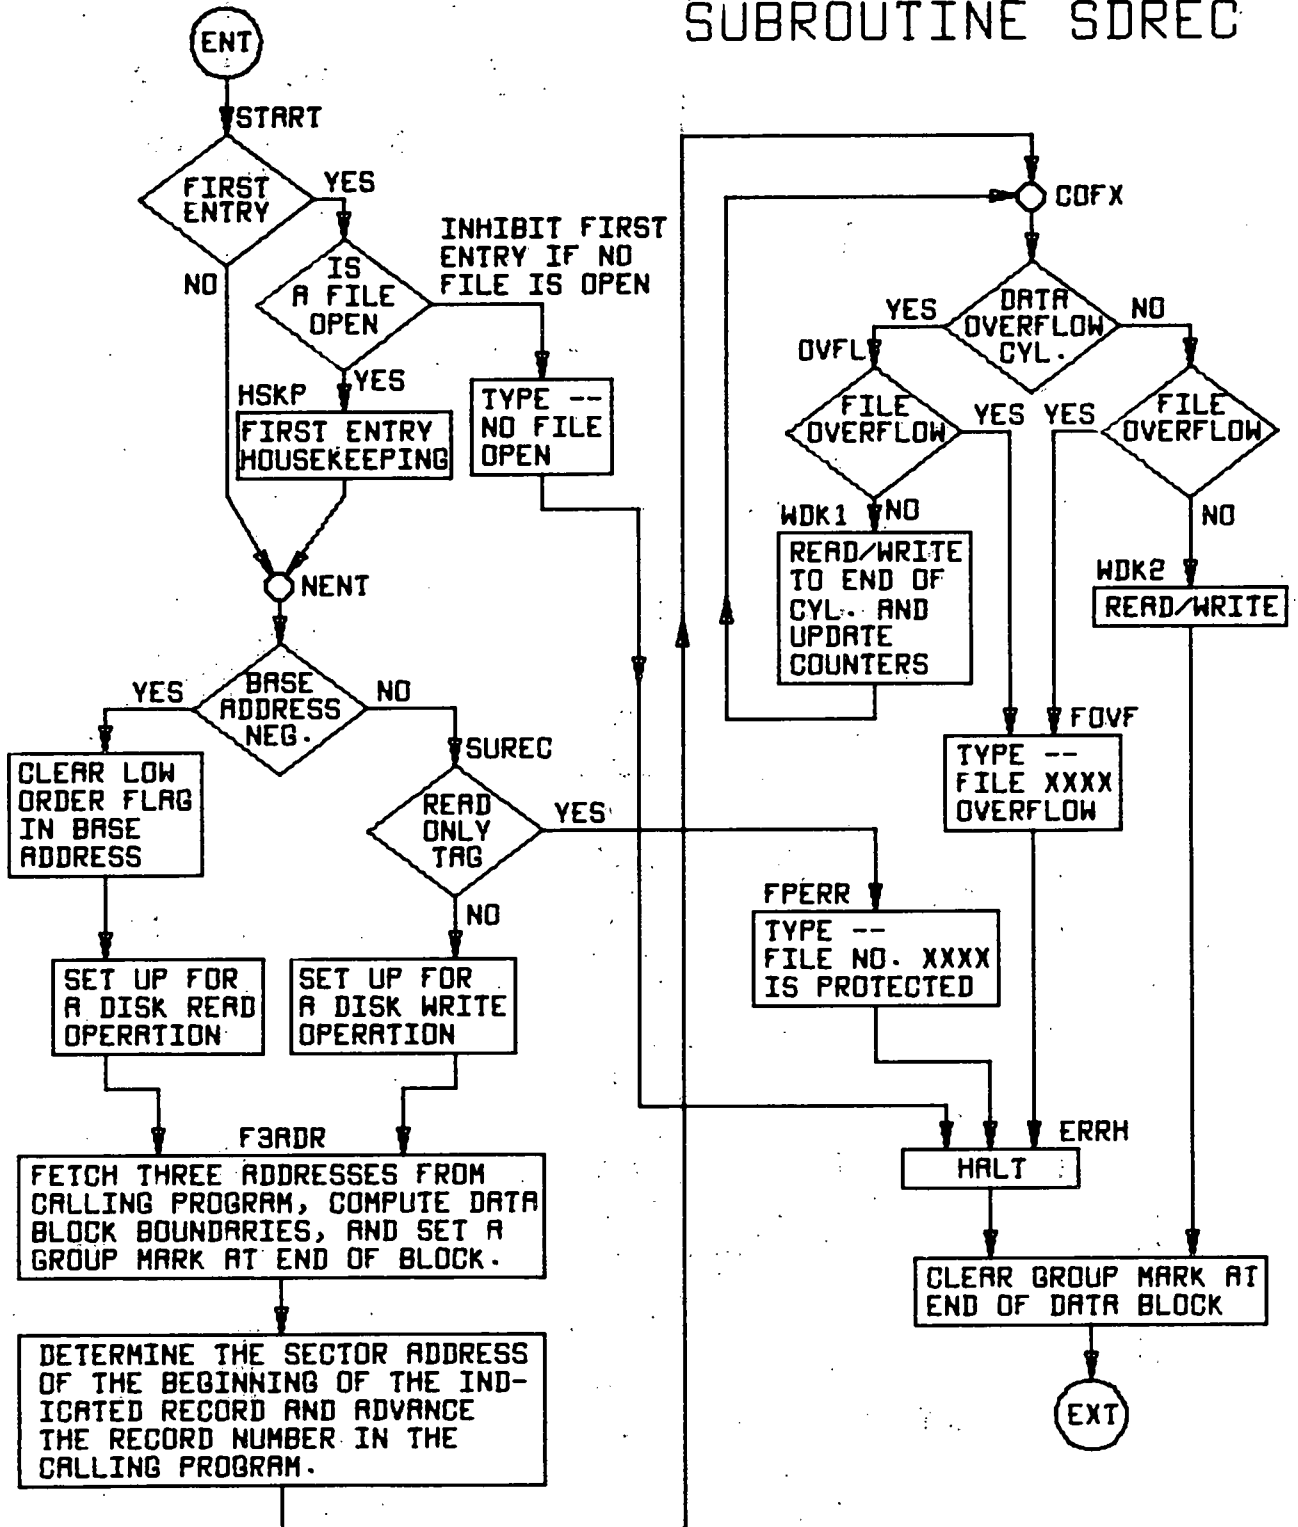 SUBROUTINE SDREC
ENT
START
FIRST
ENTRY
YES
NO
IS
A FILE
OPEN
INHIBIT FIRST
ENTRY IF NO
FILE IS OPEN
YES
HSKP
FIRST ENTRY
HOUSEKEEPING
TYPE --
NO FILE
OPEN
NENT
BASE
ADDRESS
NEG.
YES
NO
CLEAR LOW
ORDER FLAG
IN BASE
ADDRESS
SUREC
READ
ONLY
TAG
YES
NO
SET UP FOR
A DISK READ
OPERATION
SET UP FOR
A DISK WRITE
OPERATION
F3ADR
FETCH THREE ADDRESSES FROM
CALLING PROGRAM, COMPUTE DATA
BLOCK BOUNDARIES, AND SET A
GROUP MARK AT END OF BLOCK.
DETERMINE THE SECTOR ADDRESS
OF THE BEGINNING OF THE IND-
ICATED RECORD AND ADVANCE
THE RECORD NUMBER IN THE
CALLING PROGRAM.
COFX
DATA
OVERFLOW
CYL.
YES
NO
OVFL
FILE
OVERFLOW
YES
YES
FILE
OVERFLOW
WDK1
NO
NO
READ/WRITE
TO END OF
CYL. AND
UPDATE
COUNTERS
WDK2
READ/WRITE
FOVF
TYPE --
FILE XXXX
OVERFLOW
FPERR
TYPE --
FILE NO. XXXX
IS PROTECTED
ERRH
HALT
CLEAR GROUP MARK AT
END OF DATA BLOCK
EXT